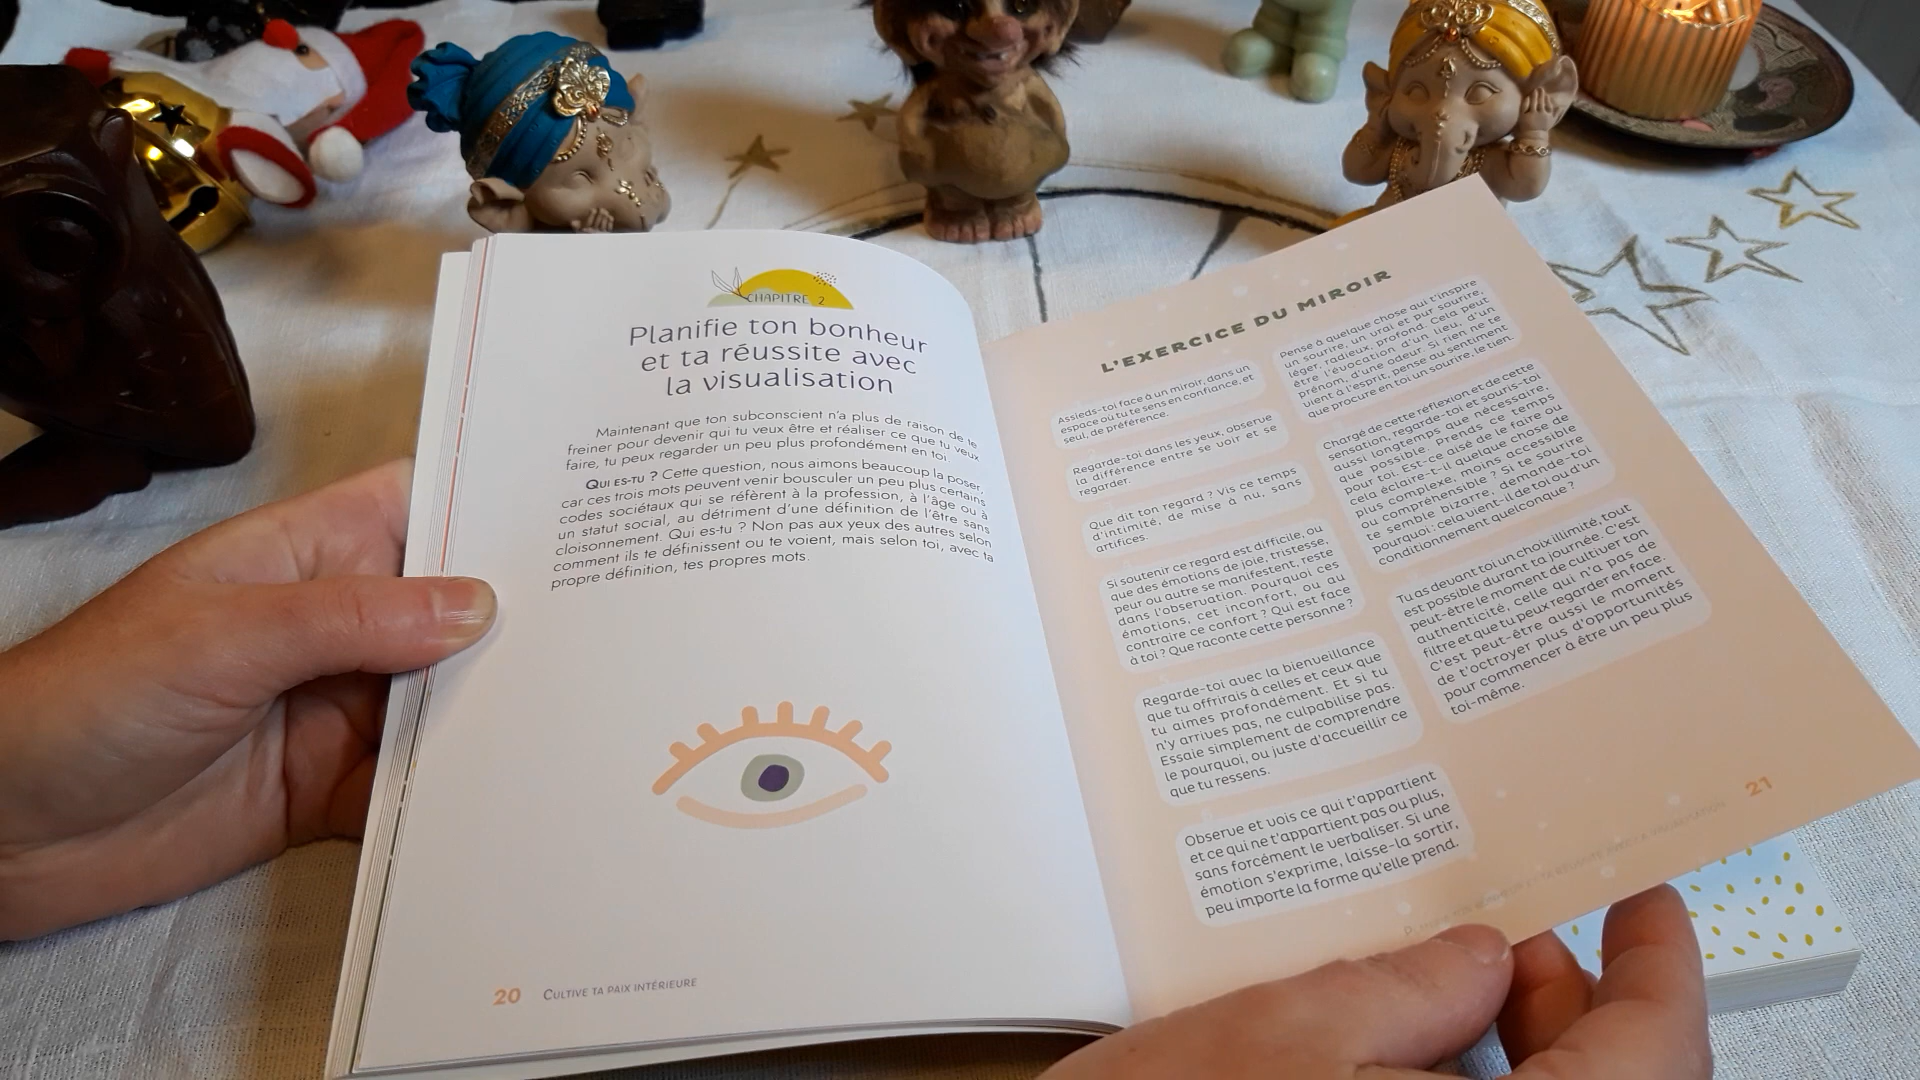 CHAPITRE 2
Planifie ton bonheur
et ta réussite avec
la visualisation
Maintenant que ton subconscient n'a plus de raison de te
freiner pour devenir qui tu veux être et réaliser ce que tu veux
faire, tu peux regarder un peu plus profondément en toi.
QUI ES-TU ? Cette question, nous aimons beaucoup la poser,
car ces trois mots peuvent venir bousculer un peu plus certains
codes sociétaux qui se réfèrent à la profession, à l'âge ou à
un statut social, au détriment d'une définition de l'être sans
cloisonnement. Qui es-tu ? Non pas aux yeux des autres selon
comment ils te définissent ou te voient, mais selon toi, avec ta
propre définition, tes propres mots.
20 CULTIVE TA PAIX INTÉRIEURE
L'EXERCICE DU MIROIR
Assieds-toi face à un miroir, dans un
espace où tu te sens en confiance, et
seul, de préférence.
Regarde-toi dans les yeux, observe
la différence entre se voir et se
regarder.
Que dit ton regard ? Vis ce temps
d'intimité, de mise à nu, sans
artifices.
Si soutenir ce regard est difficile, ou
que des émotions de joie, tristesse,
peur ou autre se manifestent, reste
dans l'observation. Pourquoi ces
émotions, cet inconfort, ou au
contraire ce confort ? Qui est face
à toi ? Que raconte cette personne ?
Regarde-toi avec la bienveillance
que tu offrirais à celles et ceux que
tu aimes profondément. Et si tu
n'y arrives pas, ne culpabilise pas.
Essaie simplement de comprendre
le pourquoi, ou juste d'accueillir ce
que tu ressens.
Observe et vois ce qui t'appartient
et ce qui ne t'appartient pas ou plus,
sans forcément le verbaliser. Si une
émotion s'exprime, laisse-la sortir,
peu importe la forme qu'elle prend.
Pense à quelque chose qui t'inspire
un sourire, un vrai et pur sourire,
léger, radieux, profond. Cela peut
être l'évocation d'un lieu, d'un
prénom, d'une odeur. Si rien ne te
vient à l'esprit, pense au sentiment
que procure en toi un sourire, le tien.
Chargé de cette réflexion et de cette
sensation, regarde-toi et souris-toi
aussi longtemps que nécessaire,
que possible. Prends ce temps
pour toi. Est-ce aisé de le faire ou
cela éclaire-t-il quelque chose de
plus complexe, moins accessible
ou compréhensible ? Si te sourire
te semble bizarre, demande-toi
pourquoi : cela vient-il de toi ou d'un
conditionnement quelconque ?
Tu as devant toi un choix illimité, tout
est possible durant ta journée. C'est
peut-être le moment de cultiver ton
authenticité, celle qui n'a pas de
filtre et que tu peux regarder en face.
C'est peut-être aussi le moment
de t'octroyer plus d'opportunités
pour commencer à être un peu plus
toi-même.
PLANIFIE TON BONHEUR ET TA RÉUSSITE AVEC LA VISUALISATION 21